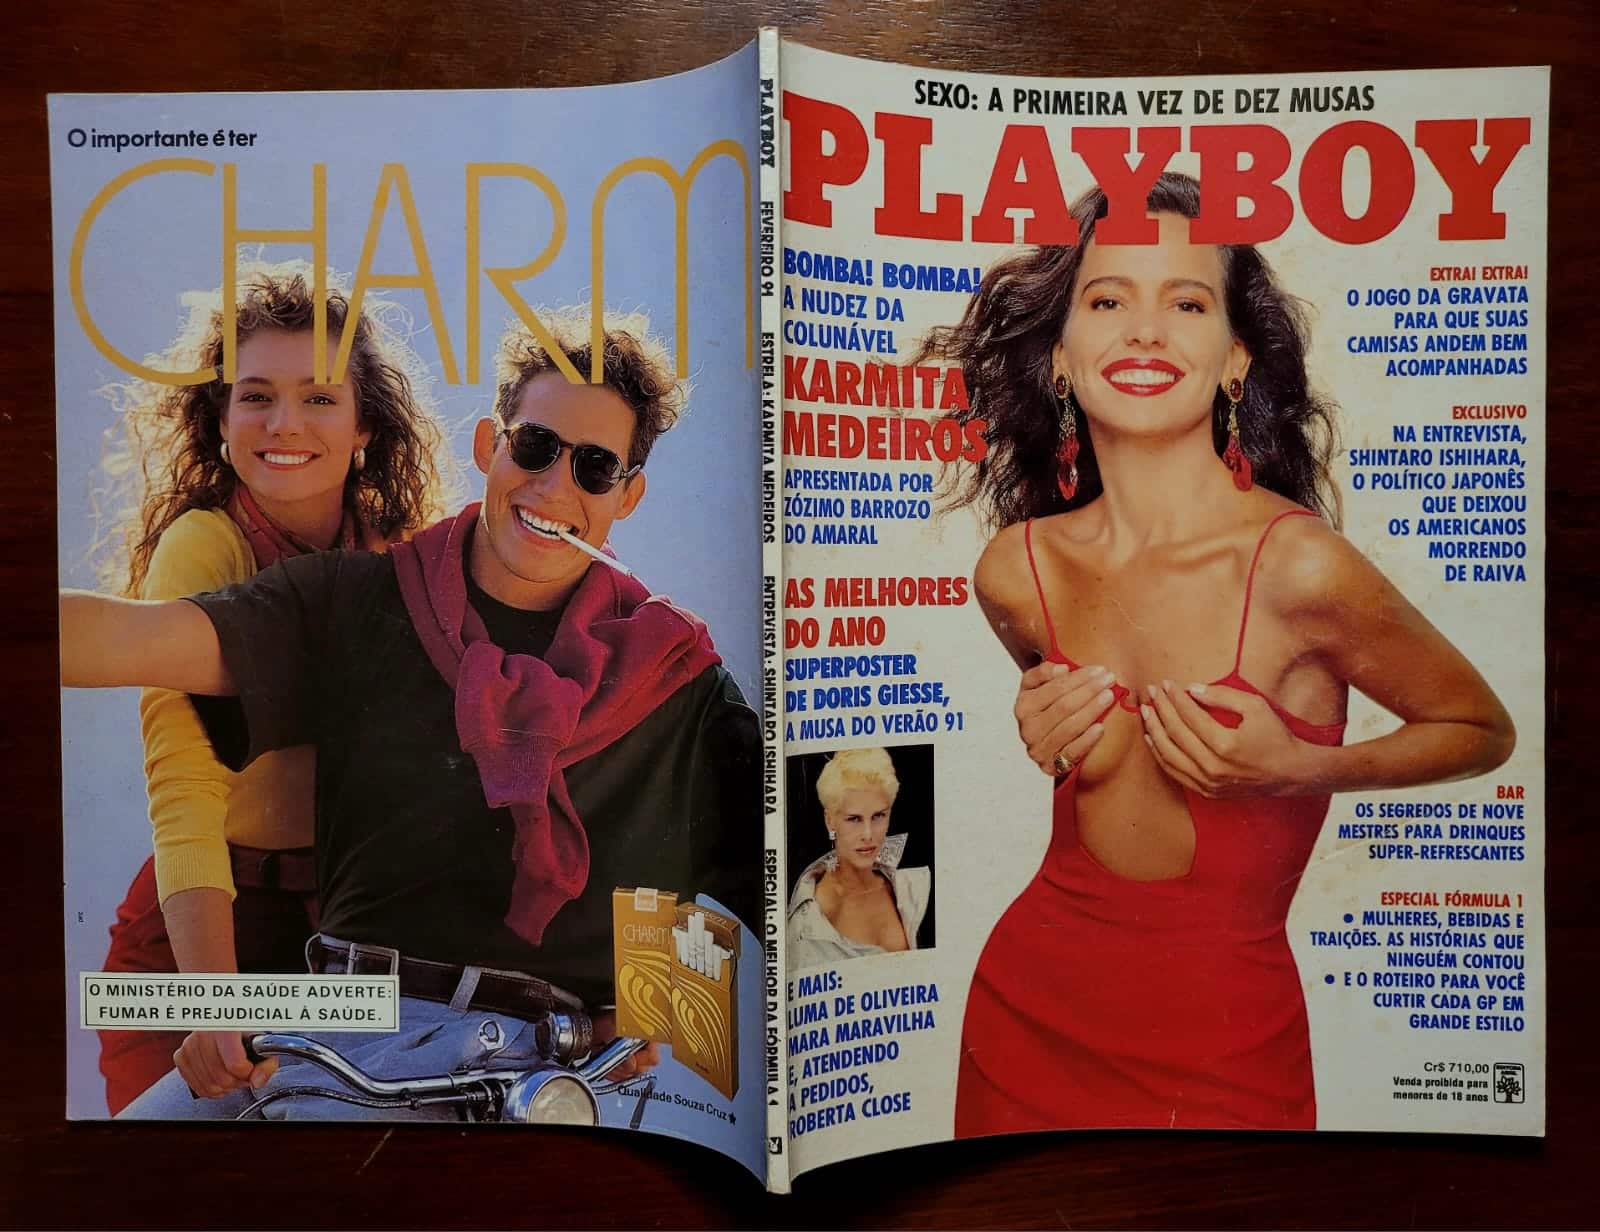 O importante é ter
CHARM
CHARM
O MINISTÉRIO DA SAÚDE ADVERTE:
FUMAR É PREJUDICIAL À SAÚDE.
Qualidade Souza Cruz
PLAYBOY FEVEREIRO 91 ESTRELA: KARMITA MEDEIROS ENTREVISTA: SHINTARO ISHIHARA ESPECIAL: O MELHOR DA FÓRMULA 1
SEXO: A PRIMEIRA VEZ DE DEZ MUSAS
PLAYBOY
BOMBA! BOMBA!
A NUDEZ DA
COLUNÁVEL
KARMITA
MEDEIROS
APRESENTADA POR
ZÓZIMO BARROZO
DO AMARAL
AS MELHORES
DO ANO
SUPERPOSTER
DE DORIS GIESSE,
A MUSA DO VERÃO 91
E MAIS:
LUMA DE OLIVEIRA
MARA MARAVILHA
E, ATENDENDO
A PEDIDOS,
ROBERTA CLOSE
EXTRA! EXTRA!
O JOGO DA GRAVATA
PARA QUE SUAS
CAMISAS ANDEM BEM
ACOMPANHADAS
EXCLUSIVO
NA ENTREVISTA,
SHINTARO ISHIHARA,
O POLÍTICO JAPONÊS
QUE DEIXOU
OS AMERICANOS
MORRENDO
DE RAIVA
BAR
OS SEGREDOS DE NOVE
MESTRES PARA DRINQUES
SUPER-REFRESCANTES
ESPECIAL FÓRMULA 1
• MULHERES, BEBIDAS E
TRAIÇÕES. AS HISTÓRIAS QUE
NINGUÉM CONTOU
• E O ROTEIRO PARA VOCÊ
CURTIR CADA GP EM
GRANDE ESTILO
Cr$ 710,00
Venda proibida para
menores de 18 anos
EDITORA ABRIL